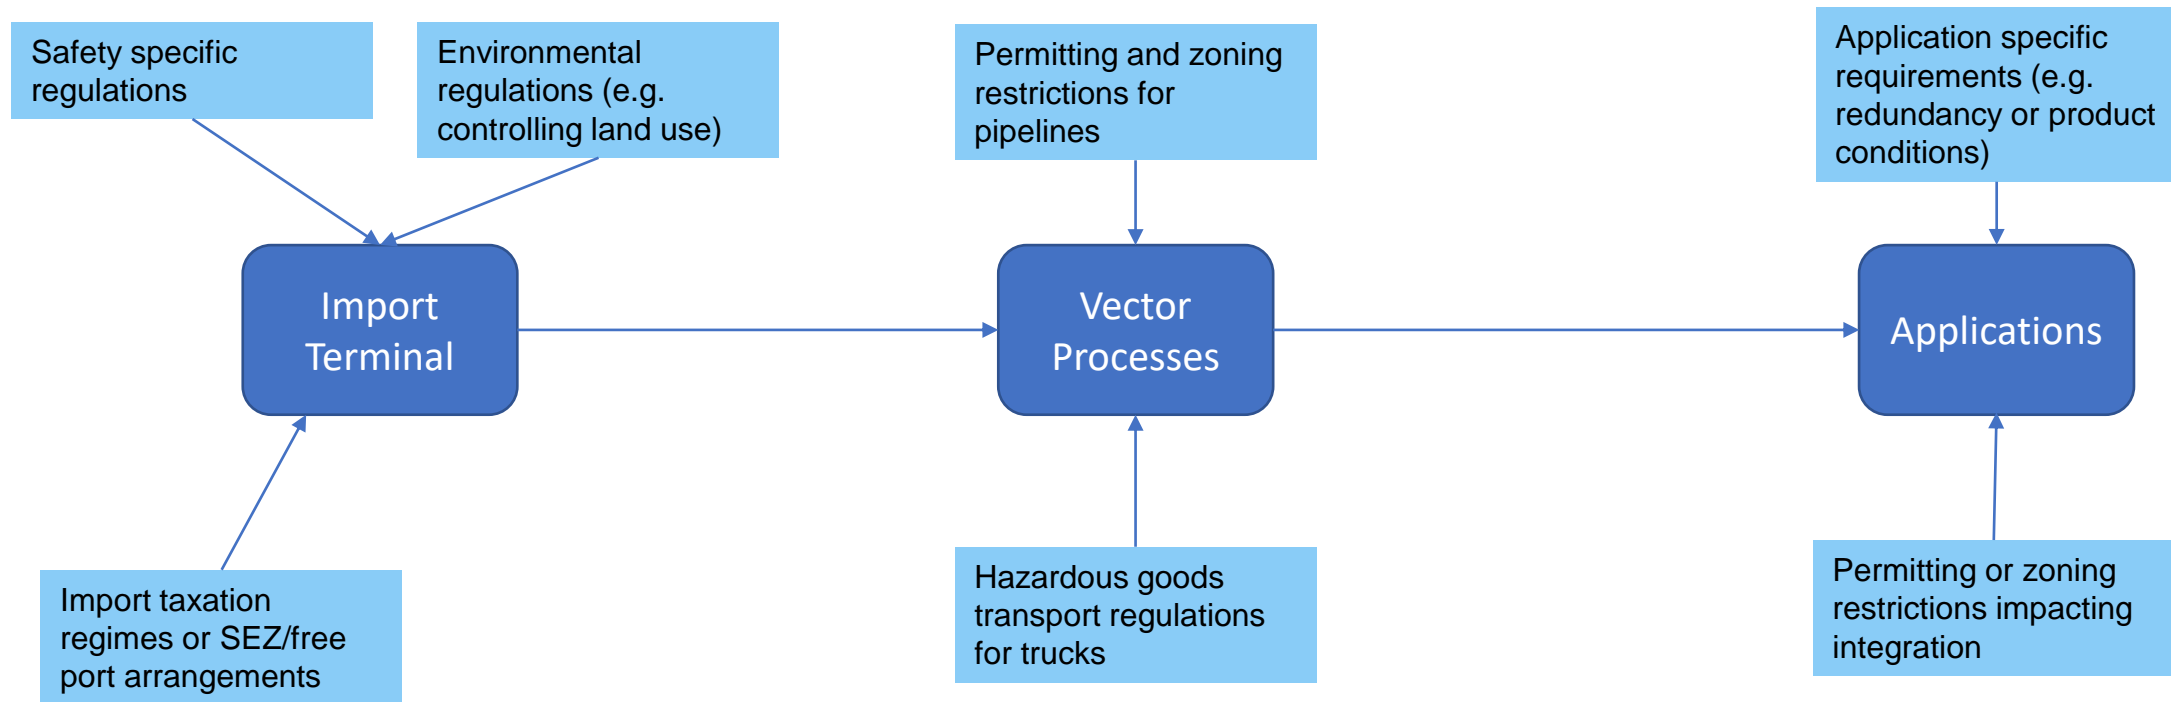 Safety specific
regulations
Environmental
regulations (e.g.
controlling land use)
Permitting and zoning
restrictions for
pipelines
Application specific
requirements (e.g.
redundancy or product
conditions)
Import
Terminal
Vector
Processes
Applications
Import taxation
regimes or SEZ/free
port arrangements
Hazardous goods
transport regulations
for trucks
Permitting or zoning
restrictions impacting
integration